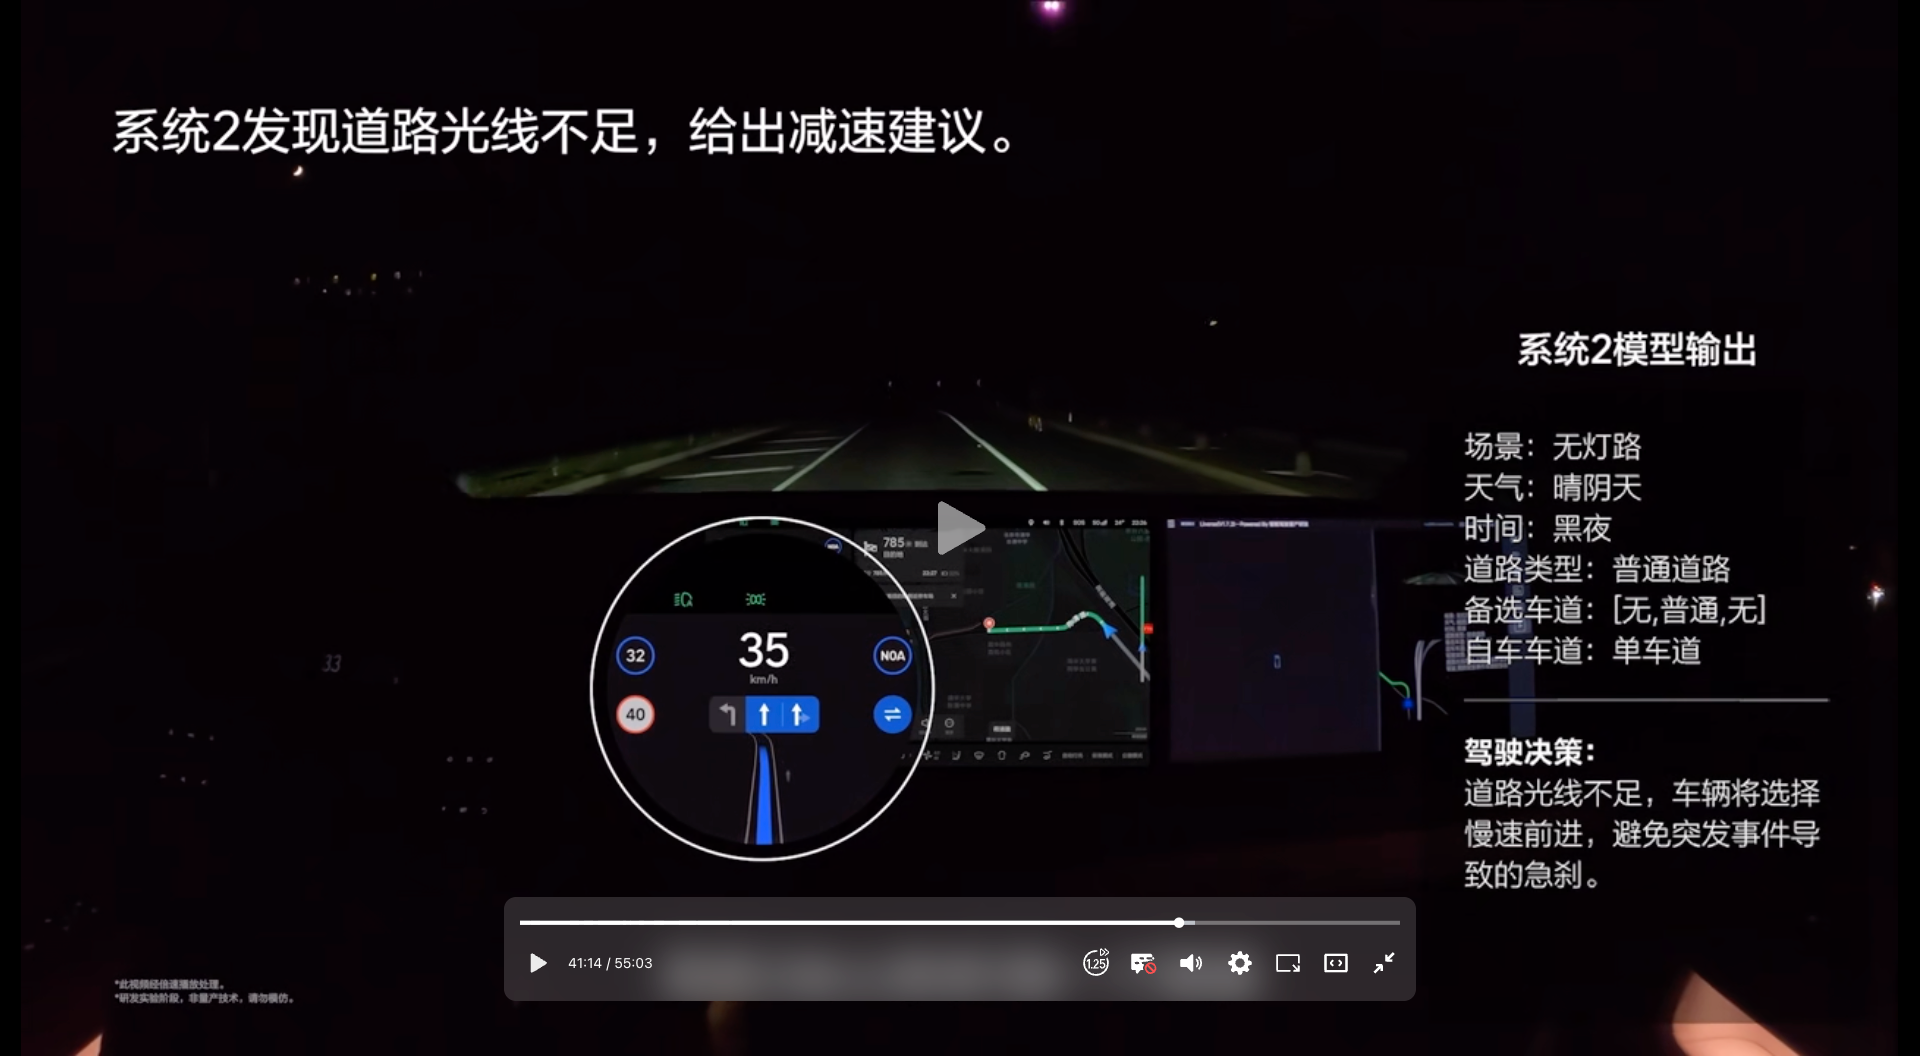 系统2发现道路光线不足，给出减速建议。
系统2模型输出
场景：无灯路
天气：晴阴天
时间：黑夜
道路类型：普通道路
备选车道：[无,普通,无]
自车车道：单车道
驾驶决策：
道路光线不足，车辆将选择
慢速前进，避免突发事件导
致的急刹。
785
33
32
35
km/h
NOA
40
41:14 / 55:03
1.25
*此视频经倍速播放处理。
*研发实验阶段，非量产技术，请勿模仿。